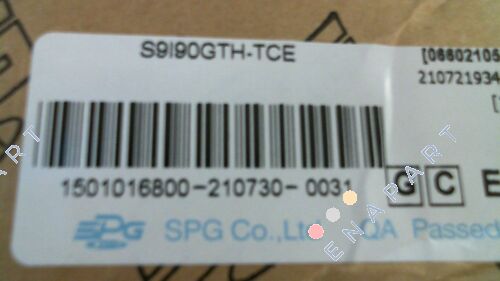 S9I90GTH-TCE
[06602105
210721934
1501016800-210730-0031
G C E
SPG SPG Co.,Ltd. QA Passed
ENAPART